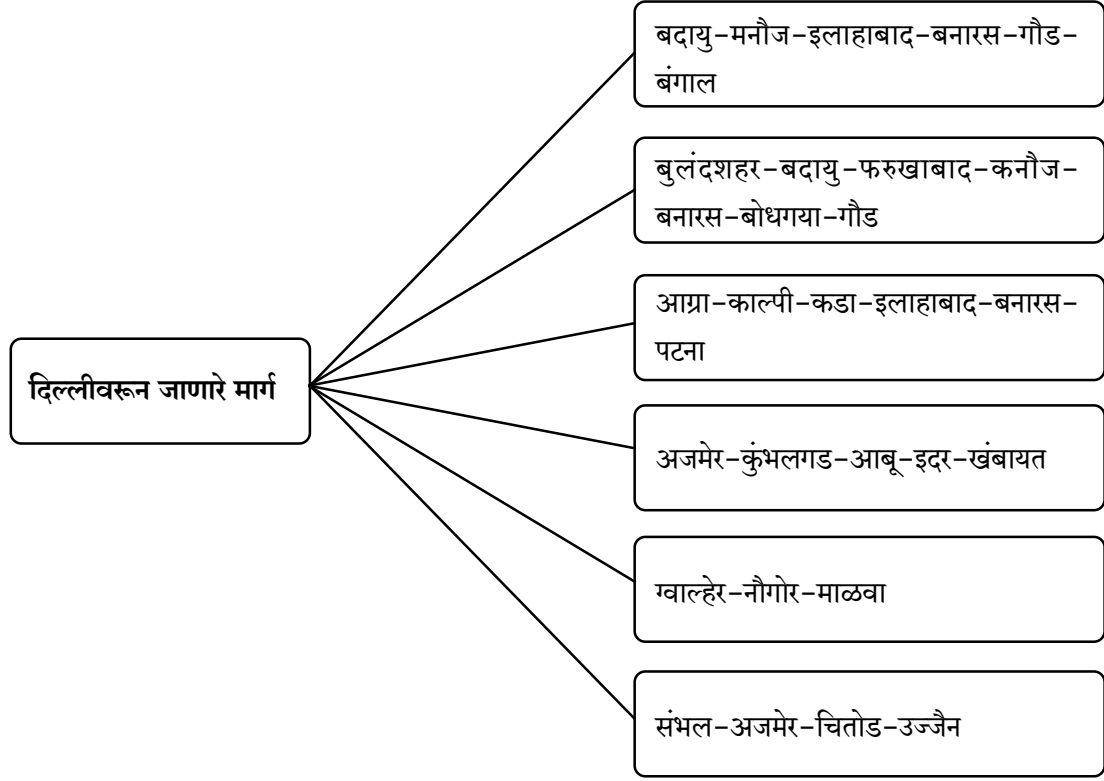 बदायु-मनौज-इलाहाबाद-बनारस-गौड-
बंगाल
बुलंदशहर-बदायु-फरुखाबाद-कनौज-
बनारस-बोधगया-गौड
आग्रा-काल्पी-कडा-इलाहाबाद-बनारस-
पटना
दिल्लीवरून जाणारे मार्ग
अजमेर-कुंभलगड-आबू-इदर-खंबायत
ग्वाल्हेर-नौगोर-माळवा
संभल-अजमेर-चितोड-उज्जैन